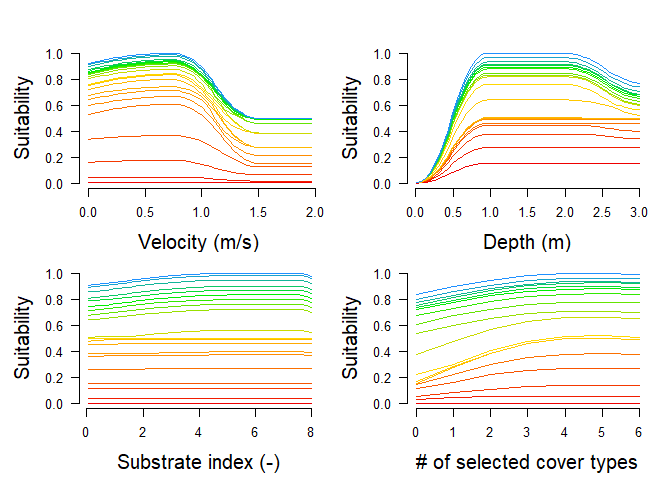 Suitability
1.0
0.8
0.6
0.4
0.2
0.0
0.0 0.5 1.0 1.5 2.0
Velocity (m/s)
Suitability
1.0
0.8
0.6
0.4
0.2
0.0
0.0 0.5 1.0 1.5 2.0 2.5 3.0
Depth (m)
Suitability
1.0
0.8
0.6
0.4
0.2
0.0
0 2 4 6 8
Substrate index (-)
Suitability
1.0
0.8
0.6
0.4
0.2
0.0
0 1 2 3 4 5 6
# of selected cover types